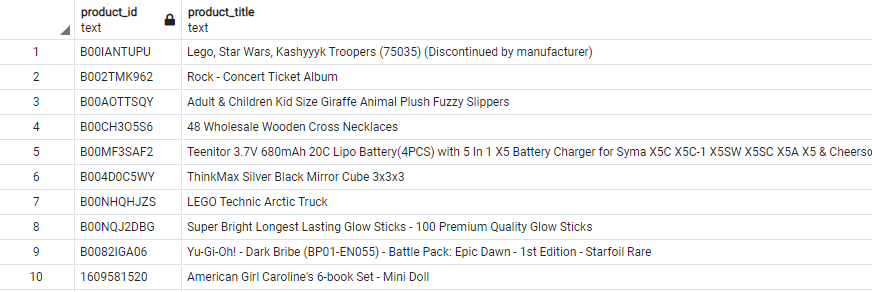 product_id product_title
text text
1 B00IANTUPU Lego, Star Wars, Kashyyyk Troopers (75035) (Discontinued by manufacturer)
2 B002TMK962 Rock - Concert Ticket Album
3 B00AOTTSQY Adult & Children Kid Size Giraffe Animal Plush Fuzzy Slippers
4 B00CH3O5S6 48 Wholesale Wooden Cross Necklaces
5 B00MF3SAF2 Teenitor 3.7V 680mAh 20C Lipo Battery(4PCS) with 5 In 1 X5 Battery Charger for Syma X5C X5C-1 X5SW X5SC X5A X5 & Cheerso
6 B004D0C5WY ThinkMax Silver Black Mirror Cube 3x3x3
7 B00NHQHJZS LEGO Technic Arctic Truck
8 B00NQJ2DBG Super Bright Longest Lasting Glow Sticks - 100 Premium Quality Glow Sticks
9 B0082IGA06 Yu-Gi-Oh! - Dark Bribe (BP01-EN055) - Battle Pack: Epic Dawn - 1st Edition - Starfoil Rare
10 1609581520 American Girl Caroline's 6-book Set - Mini Doll